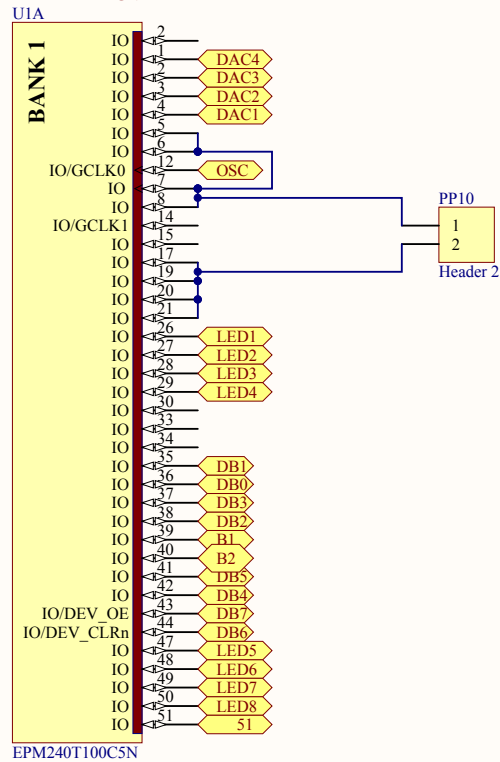 U1A
BANK 1
IO 2
IO 1 DAC4
IO 2 DAC3
IO 3 DAC2
IO 4 DAC1
IO 5
IO 6
IO/GCLK0 12 OSC
IO 7
IO 8
IO/GCLK1 14
IO 15
IO 17
IO 19
IO 20
IO 21
IO 26 LED1
IO 27 LED2
IO 28 LED3
IO 29 LED4
IO 30
IO 33
IO 34
IO 35 DB1
IO 36 DB0
IO 37 DB3
IO 38 DB2
IO 39 B1
IO 40 B2
IO 41 DB5
IO 42 DB4
IO/DEV_OE 43 DB7
IO/DEV_CLRn 44 DB6
IO 47 LED5
IO 48 LED6
IO 49 LED7
IO 50 LED8
IO 51 51
EPM240T100C5N
PP10
1
2
Header 2